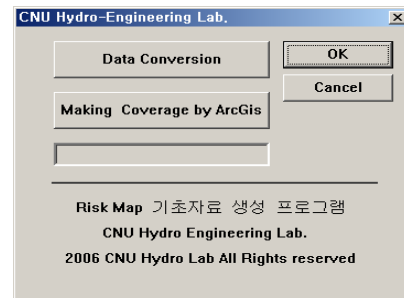 CNU Hydro-Engineering Lab.
Data Conversion
OK
Cancel
Making Coverage by ArcGis
Risk Map 기초자료 생성 프로그램
CNU Hydro Engineering Lab.
2006 CNU Hydro Lab All Rights reserved